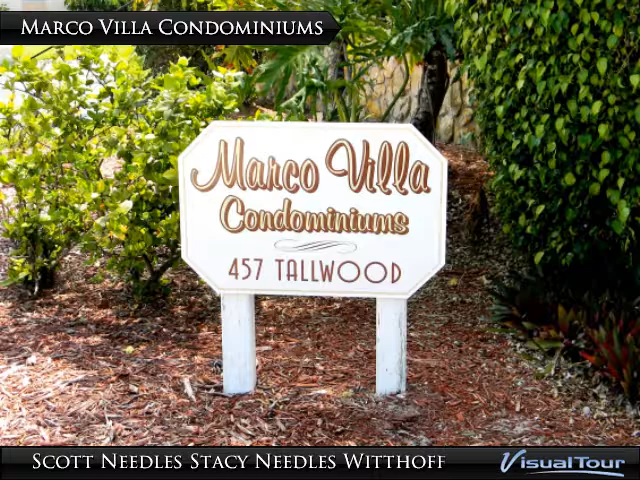 Marco Villa Condominiums
Marco Villa
Condominiums
457 TALLWOOD
Scott Needles Stacy Needles Witthoff
VisualTour